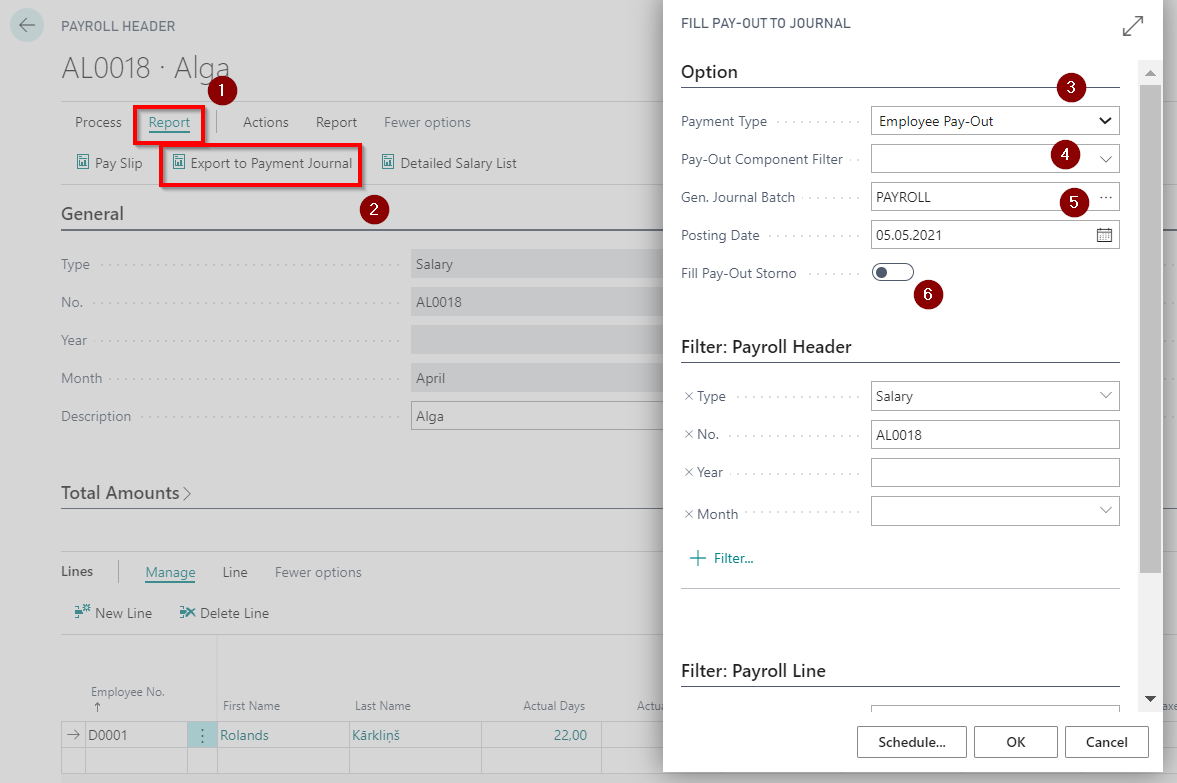 PAYROLL HEADER
AL0018 · Alga
1
Process Report Actions Report Fewer options
Pay Slip Export to Payment Journal Detailed Salary List
2
General
Type Salary
No. AL0018
Year
Month April
Description Alga
Total Amounts
Lines Manage Line Fewer options
New Line Delete Line
Employee No. First Name Last Name Actual Days
D0001 Rolands Kārkliņš 22,00
FILL PAY-OUT TO JOURNAL
Option
3
Payment Type Employee Pay-Out
Pay-Out Component Filter 4
Gen. Journal Batch PAYROLL 5
Posting Date 05.05.2021
Fill Pay-Out Storno
6
Filter: Payroll Header
Type Salary
No. AL0018
Year
Month
Filter...
Filter: Payroll Line
Schedule... OK Cancel